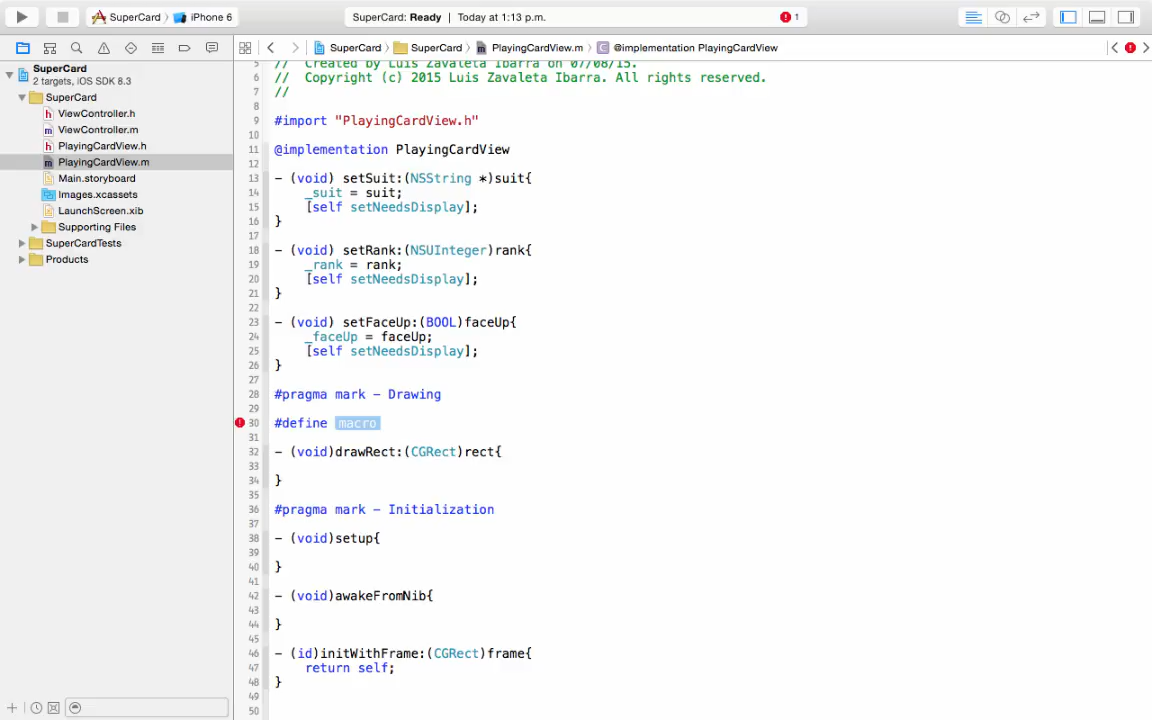 SuperCard
iPhone 6
SuperCard: Ready | Today at 1:13 p.m.
1
SuperCard
SuperCard
PlayingCardView.m
C
@implementation PlayingCardView
SuperCard
2 targets, iOS SDK 8.3
SuperCard
h ViewController.h
m ViewController.m
h PlayingCardView.h
m PlayingCardView.m
Main.storyboard
Images.xcassets
LaunchScreen.xib
Supporting Files
SuperCardTests
Products
5 // Created by Luis Zavaleta Ibarra on 07/08/15.
6 // Copyright (c) 2015 Luis Zavaleta Ibarra. All rights reserved.
7 //
8
9 #import "PlayingCardView.h"
10
11 @implementation PlayingCardView
12
13 - (void) setSuit:(NSString *)suit{
14 _suit = suit;
15 [self setNeedsDisplay];
16 }
17
18 - (void) setRank:(NSUInteger)rank{
19 _rank = rank;
20 [self setNeedsDisplay];
21 }
22
23 - (void) setFaceUp:(BOOL)faceUp{
24 _faceUp = faceUp;
25 [self setNeedsDisplay];
26 }
27
28 #pragma mark - Drawing
29
30 #define macro
31
32 - (void)drawRect:(CGRect)rect{
33
34 }
35
36 #pragma mark - Initialization
37
38 - (void)setup{
39
40 }
41
42 - (void)awakeFromNib{
43
44 }
45
46 - (id)initWithFrame:(CGRect)frame{
47 return self;
48 }
49
50